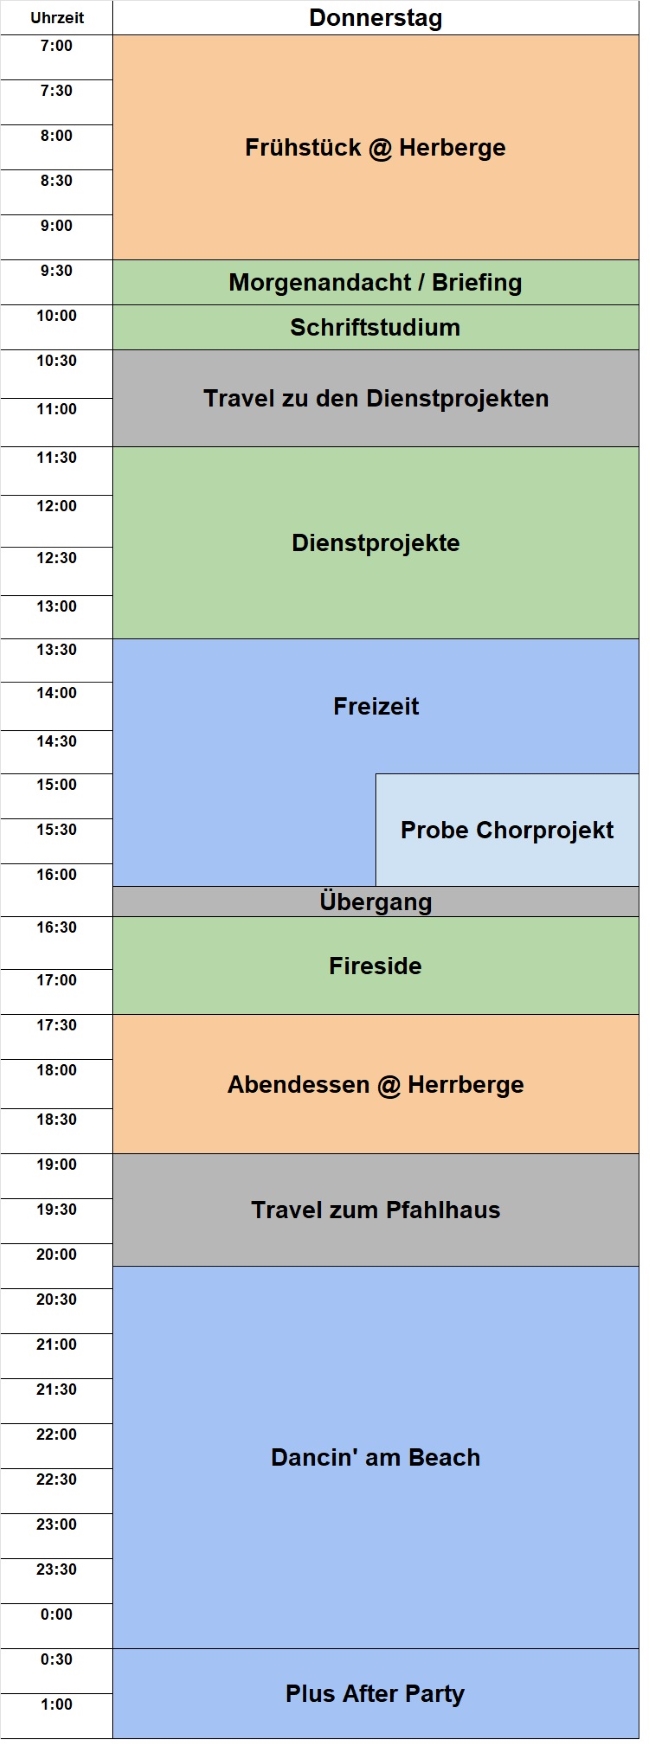 Uhrzeit Donnerstag
7:00
7:30
8:00
Frühstück @ Herberge
8:30
9:00
9:30
Morgenandacht / Briefing
10:00
Schriftstudium
10:30
Travel zu den Dienstprojekten
11:00
11:30
12:00
Dienstprojekte
12:30
13:00
13:30
14:00
Freizeit
14:30
15:00
15:30
Probe Chorprojekt
16:00
Übergang
16:30
Fireside
17:00
17:30
18:00
Abendessen @ Herrberge
18:30
19:00
19:30
Travel zum Pfahlhaus
20:00
20:30
21:00
21:30
22:00
Dancin' am Beach
22:30
23:00
23:30
0:00
0:30
Plus After Party
1:00